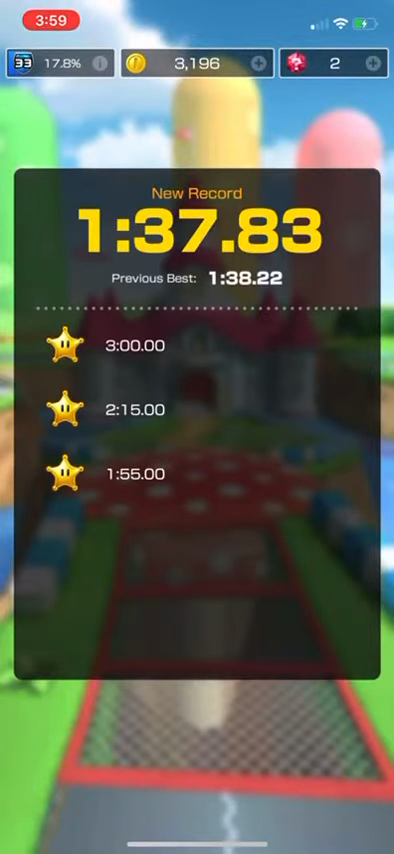 3:59
33 17.8% i 3,196 + 2 +
New Record
1:37.83
Previous Best: 1:38.22
3:00.00
2:15.00
1:55.00